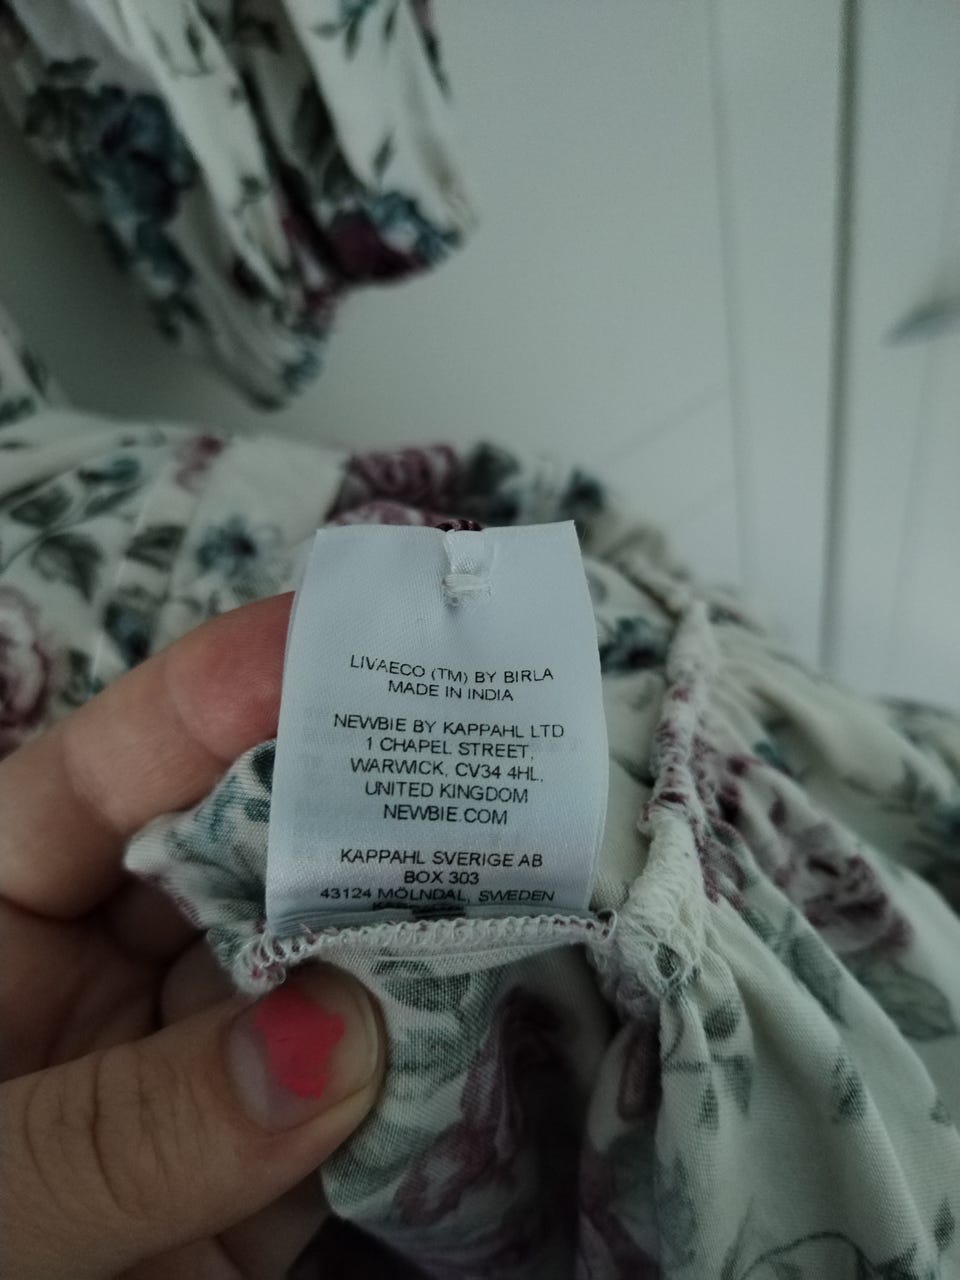 LIVAECO (TM) BY BIRLA
MADE IN INDIA
NEWBIE BY KAPPAHL LTD
1 CHAPEL STREET,
WARWICK, CV34 4HL,
UNITED KINGDOM
NEWBIE.COM
KAPPAHL SVERIGE AB
BOX 303
43124 MÖLNDAL, SWEDEN